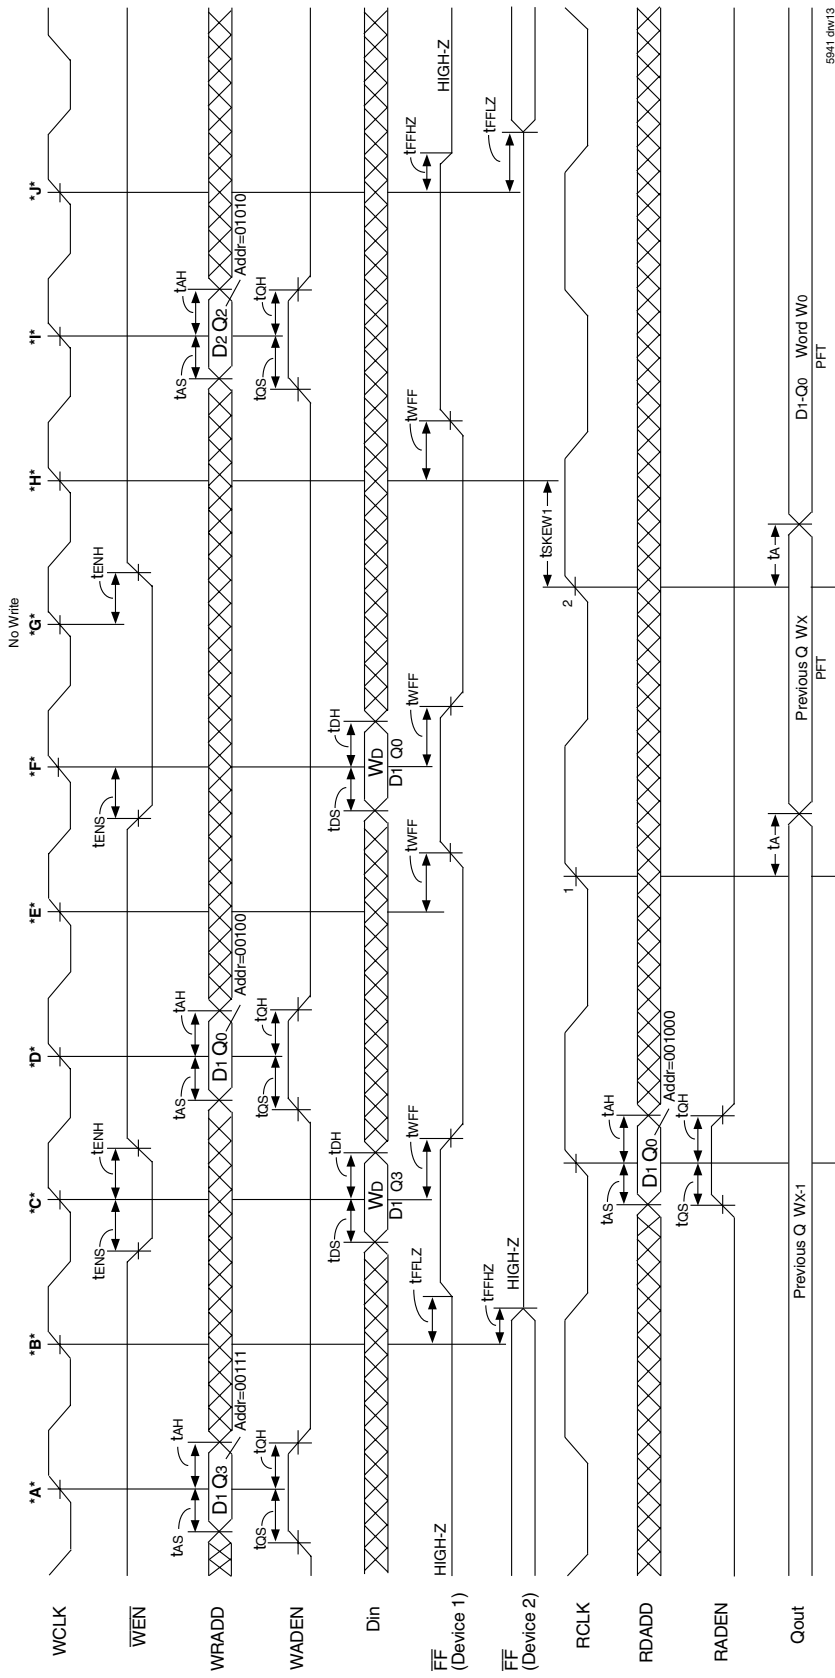 No Write
*A* *B* *C* *D* *E* *F* *G* *H* *I* *J*
WCLK
WEN
tENS tENH tENS tENH
WRADD
tAS tAH tAS tAH tAS tAH
D1 Q3 D1 Q0 D2 Q2
Addr=00111 Addr=00100 Addr=01010
WADEN
tQS tQH tQS tQH tQS tQH
Din
tDS tDH tDS tDH
WD WD
D1 Q3 D1 Q0
FF
(Device 1)
HIGH-Z tFFLZ tWFF tWFF tWFF tWFF tFFHZ HIGH-Z
FF
(Device 2)
tFFHZ HIGH-Z tFFLZ
tSKEW1
RCLK
1 2
RDADD
tAS tAH
D1 Q0
Addr=001000
RADEN
tQS tQH
Qout
tA tA
Previous Q WX-1 Previous Q WX D1-Q0 Word W0
PFT PFT
5941 drw13